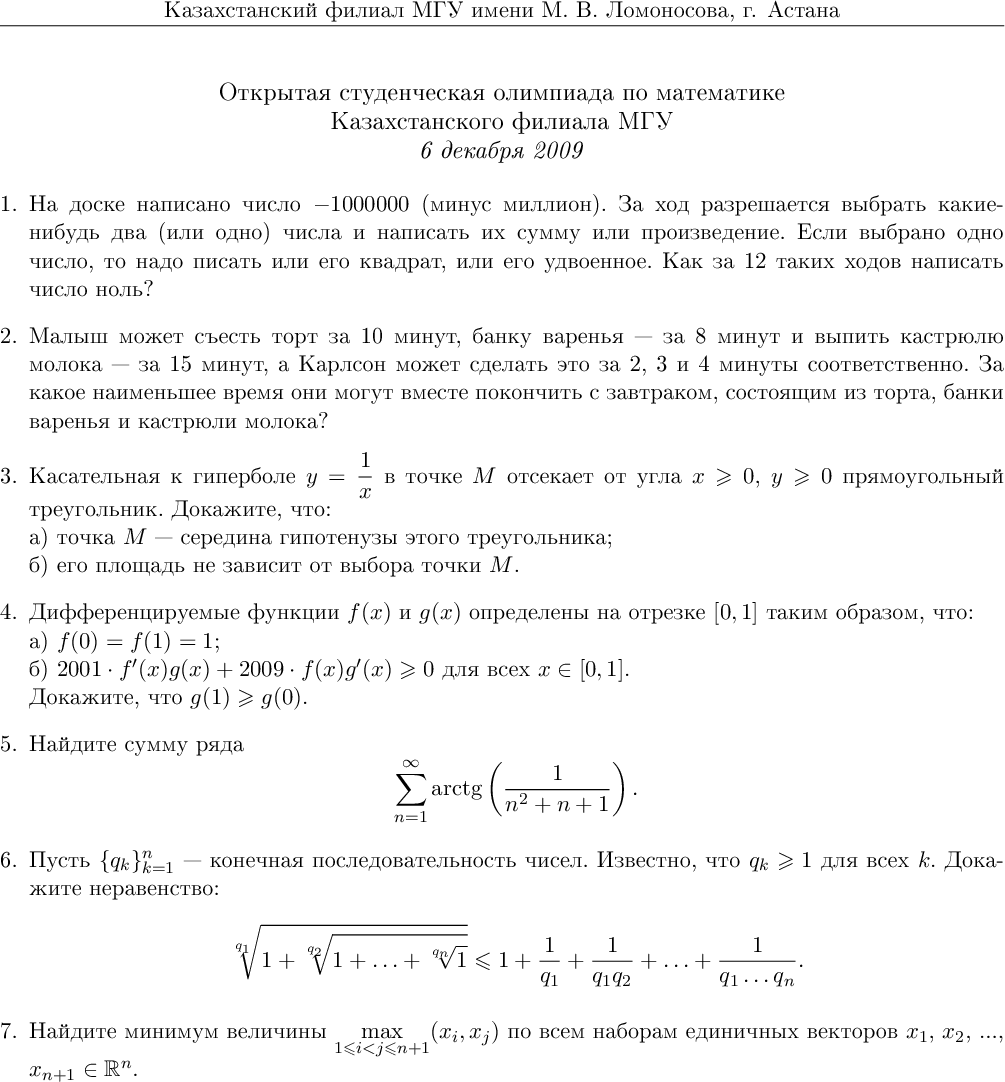 Казахстанский филиал МГУ имени М. В. Ломоносова, г. Астана
Открытая студенческая олимпиада по математике
Казахстанского филиала МГУ
6 декабря 2009
1. На доске написано число −1000000 (минус миллион). За ход разрешается выбрать какие-
нибудь два (или одно) числа и написать их сумму или произведение. Если выбрано одно
число, то надо писать или его квадрат, или его удвоенное. Как за 12 таких ходов написать
число ноль?
2. Малыш может съесть торт за 10 минут, банку варенья — за 8 минут и выпить кастрюлю
молока — за 15 минут, а Карлсон может сделать это за 2, 3 и 4 минуты соответственно. За
какое наименьшее время они могут вместе покончить с завтраком, состоящим из торта, банки
варенья и кастрюли молока?
3. Касательная к гиперболе $y = \frac{1}{x}$ в точке $M$ отсекает от угла $x \geqslant 0$, $y \geqslant 0$ прямоугольный
треугольник. Докажите, что:
а) точка $M$ — середина гипотенузы этого треугольника;
б) его площадь не зависит от выбора точки $M$.
4. Дифференцируемые функции $f(x)$ и $g(x)$ определены на отрезке $[0, 1]$ таким образом, что:
а) $f(0) = f(1) = 1$;
б) $2001 \cdot f'(x)g(x) + 2009 \cdot f(x)g'(x) \geqslant 0$ для всех $x \in [0, 1]$.
Докажите, что $g(1) \geqslant g(0)$.
5. Найдите сумму ряда
$$\sum_{n=1}^{\infty} \operatorname{arctg}\left(\frac{1}{n^2 + n + 1}\right).$$
6. Пусть $\{q_k\}_{k=1}^{n}$ — конечная последовательность чисел. Известно, что $q_k \geqslant 1$ для всех $k$. Дока-
жите неравенство:
$$\sqrt[q_1]{1 + \sqrt[q_2]{1 + \ldots + \sqrt[q_n]{1}}} \leqslant 1 + \frac{1}{q_1} + \frac{1}{q_1 q_2} + \ldots + \frac{1}{q_1 \ldots q_n}.$$
7. Найдите минимум величины $\max\limits_{1 \leqslant i < j \leqslant n+1} (x_i, x_j)$ по всем наборам единичных векторов $x_1$, $x_2$, ...,
$x_{n+1} \in \mathbb{R}^n$.